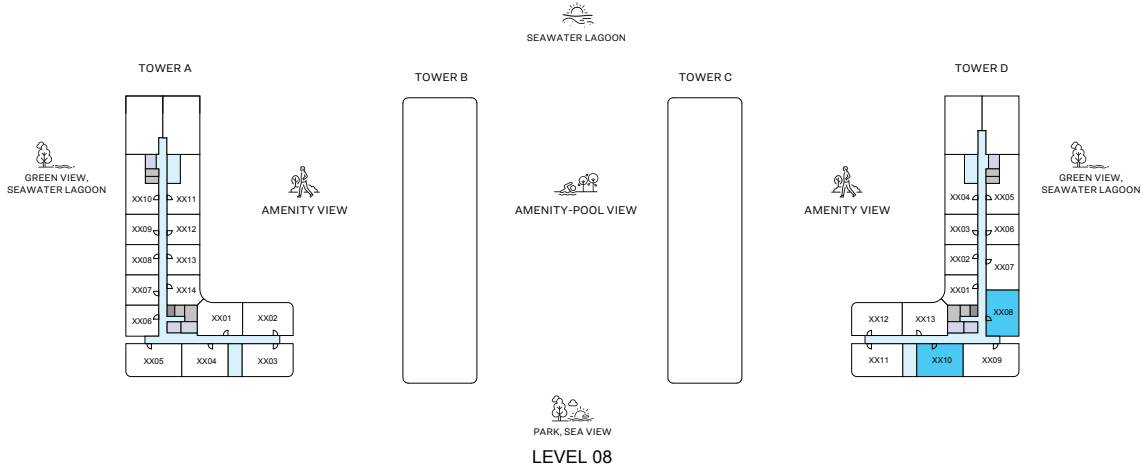 SEAWATER LAGOON
TOWER A
TOWER B
TOWER C
TOWER D
GREEN VIEW,
SEAWATER LAGOON
AMENITY VIEW
AMENITY-POOL VIEW
AMENITY VIEW
GREEN VIEW,
SEAWATER LAGOON
XX10 XX11
XX09 XX12
XX08 XX13
XX07 XX14
XX06 XX01 XX02
XX05 XX04 XX03
XX04 XX05
XX03 XX06
XX02 XX07
XX01
XX12 XX13 XX08
XX11 XX10 XX09
PARK, SEA VIEW
LEVEL 08